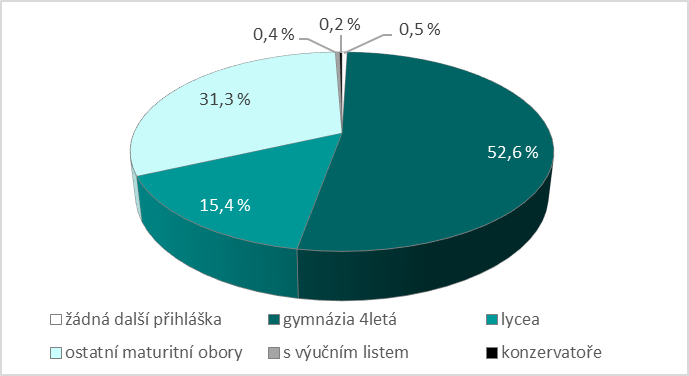 0,2 %
0,4 %
0,5 %
31,3 %
52,6 %
15,4 %
žádná další přihláška
gymnázia 4letá
lycea
ostatní maturitní obory
s výučním listem
konzervatoře